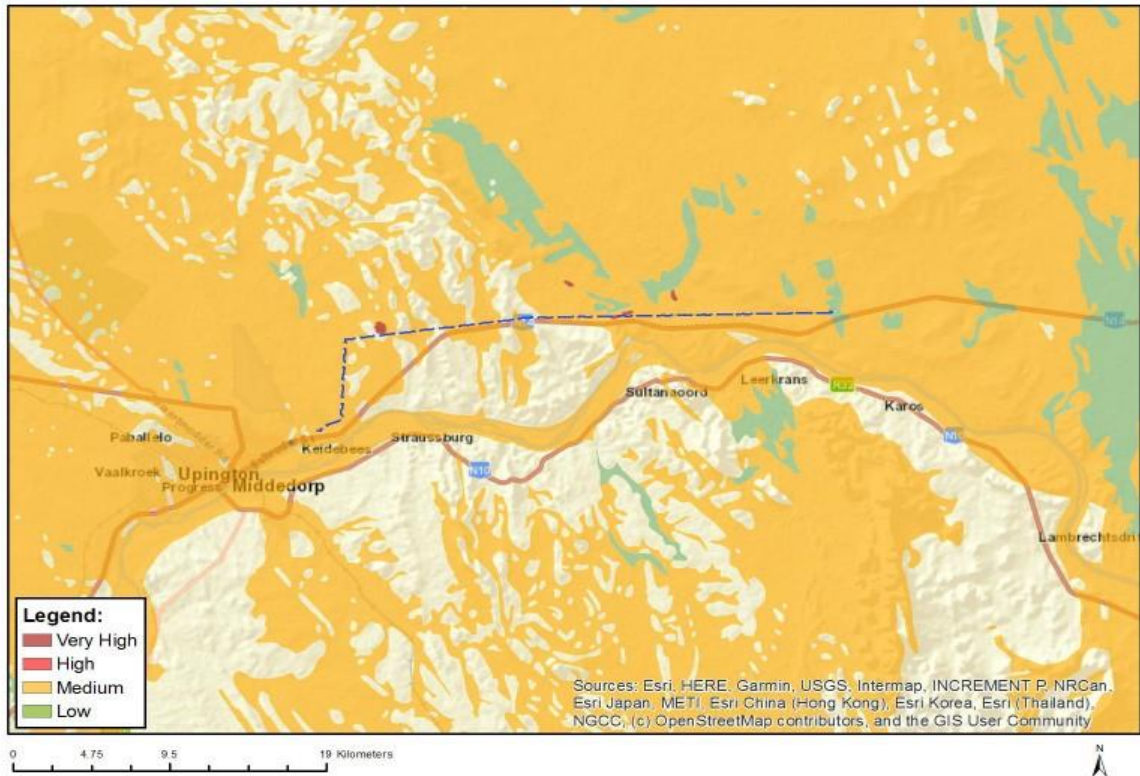 Sultanaoord
Leerkrans
R32
Karos
N10
Keidebees
Straussburg
Paballelo
Vaalkroek
Upington
Progress
Middedorp
N10
Lambrechtsdri
Legend:
Very High
High
Medium
Low
Sources: Esri, HERE, Garmin, USGS, Intermap, INCREMENT P, NRCan,
Esri Japan, METI, Esri China (Hong Kong), Esri Korea, Esri (Thailand),
NGCC, (c) OpenStreetMap contributors, and the GIS User Community
0 4.75 9.5 19 Kilometers
N